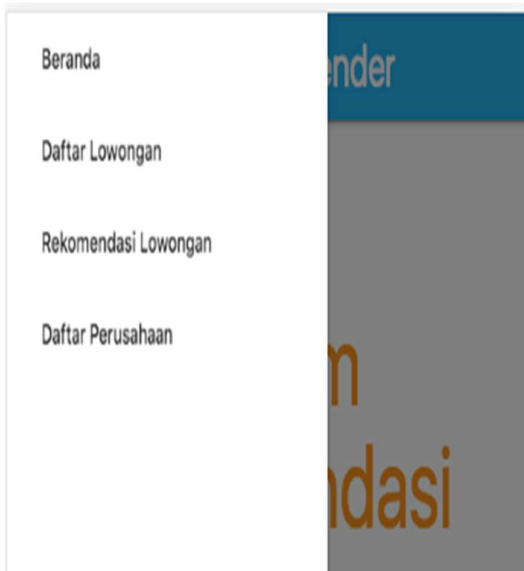 Beranda
ender
Daftar Lowongan
Rekomendasi Lowongan
Daftar Perusahaan
m
ndasi